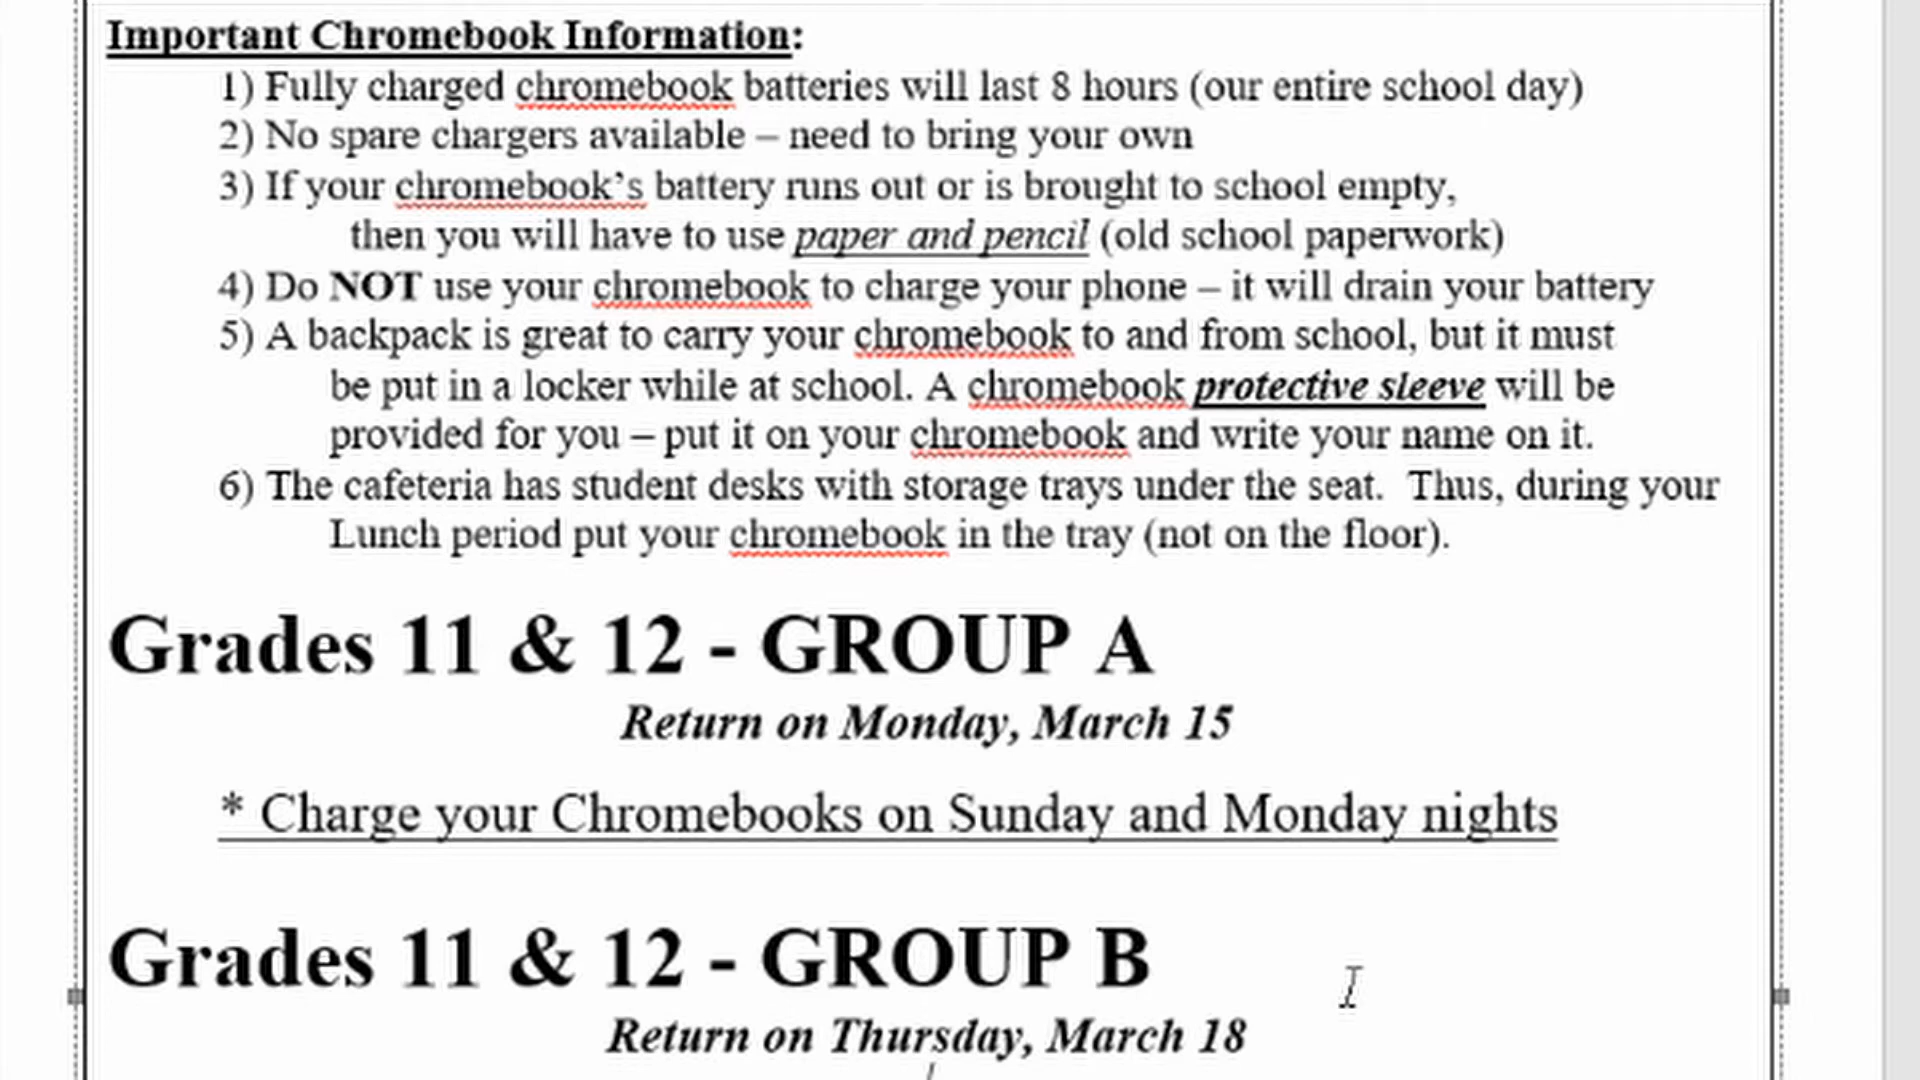 Important Chromebook Information:
1) Fully charged chromebook batteries will last 8 hours (our entire school day)
2) No spare chargers available – need to bring your own
3) If your chromebook’s battery runs out or is brought to school empty,
then you will have to use paper and pencil (old school paperwork)
4) Do NOT use your chromebook to charge your phone – it will drain your battery
5) A backpack is great to carry your chromebook to and from school, but it must
be put in a locker while at school. A chromebook protective sleeve will be
provided for you – put it on your chromebook and write your name on it.
6) The cafeteria has student desks with storage trays under the seat.  Thus, during your
Lunch period put your chromebook in the tray (not on the floor).
Grades 11 & 12 - GROUP A
Return on Monday, March 15
* Charge your Chromebooks on Sunday and Monday nights
Grades 11 & 12 - GROUP B
Return on Thursday, March 18